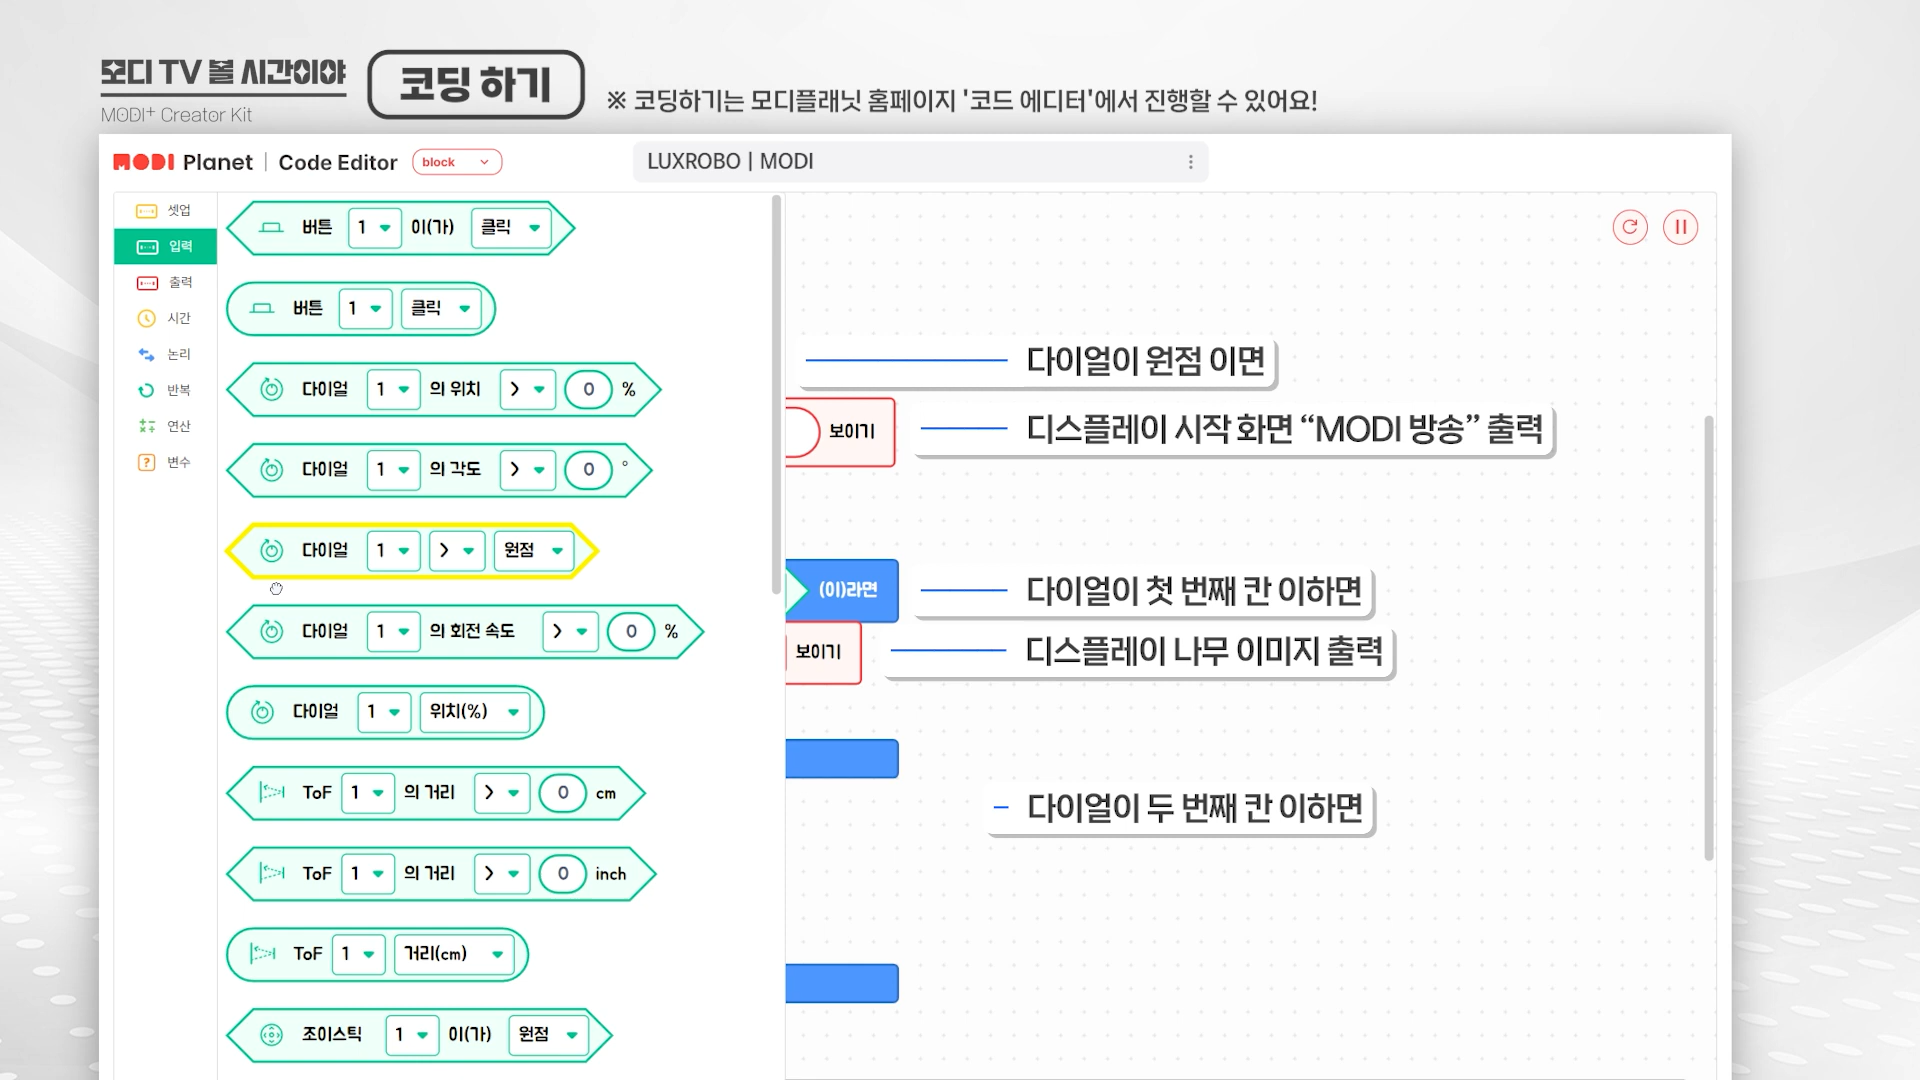 모디 TV 볼 시간이야
MODI+ Creator Kit
코딩 하기
※ 코딩하기는 모디플래닛 홈페이지 '코드 에디터'에서 진행할 수 있어요!
MODI Planet | Code Editor
block
LUXROBO | MODI
셋업
입력
출력
시간
논리
반복
연산
변수
버튼 1 이(가) 클릭
버튼 1 클릭
다이얼 1 의 위치 > 0 %
다이얼 1 의 각도 > 0 °
다이얼 1 > 원점
다이얼 1 의 회전 속도 > 0 %
다이얼 1 위치(%)
ToF 1 의 거리 > 0 cm
ToF 1 의 거리 > 0 inch
ToF 1 거리(cm)
조이스틱 1 이(가) 원점
다이얼이 원점 이면
보이기
디스플레이 시작 화면 “MODI 방송” 출력
(이)라면
다이얼이 첫 번째 칸 이하면
보이기
디스플레이 나무 이미지 출력
다이얼이 두 번째 칸 이하면